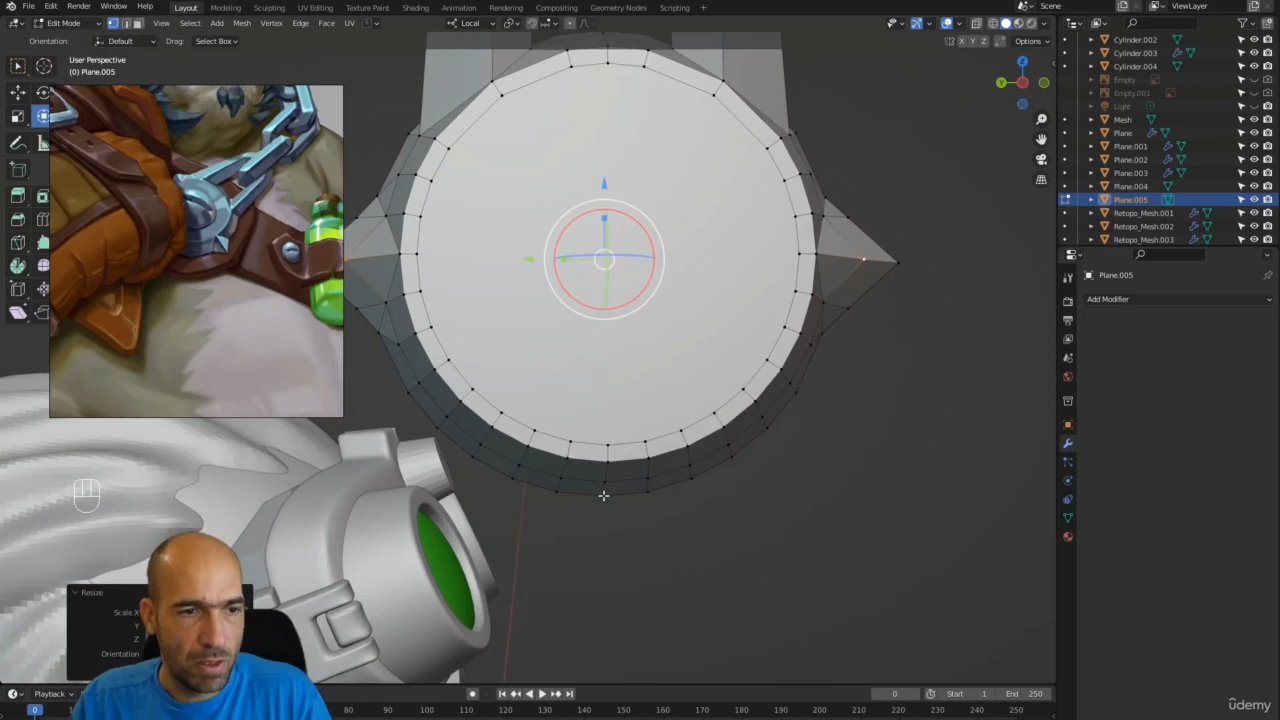 File Edit Render Window Help Layout Modeling Sculpting UV Editing Texture Paint Shading Animation Rendering Compositing Geometry Nodes Scripting Scene ViewLayer
Edit Mode View Select Add Mesh Vertex Edge Face UV Local
Orientation: Default Drag: Select Box X Y Z Options
User Perspective
(0) Plane.005
Z
Y
Cylinder.002
Cylinder.003
Cylinder.004
Empty
Empty.001
Light
Mesh
Plane
Plane.001
Plane.002
Plane.003
Plane.004
Plane.005
Retopo_Mesh.001
Retopo_Mesh.002
Retopo_Mesh.003
Plane.005
Add Modifier
Resize
Scale X
Y
Z
Orientation
Playback 0 Start 1 End 250
0 80 90 100 110 120 130 140 150 160 170 180 190 200 210 220 230 240 250
ûdemy